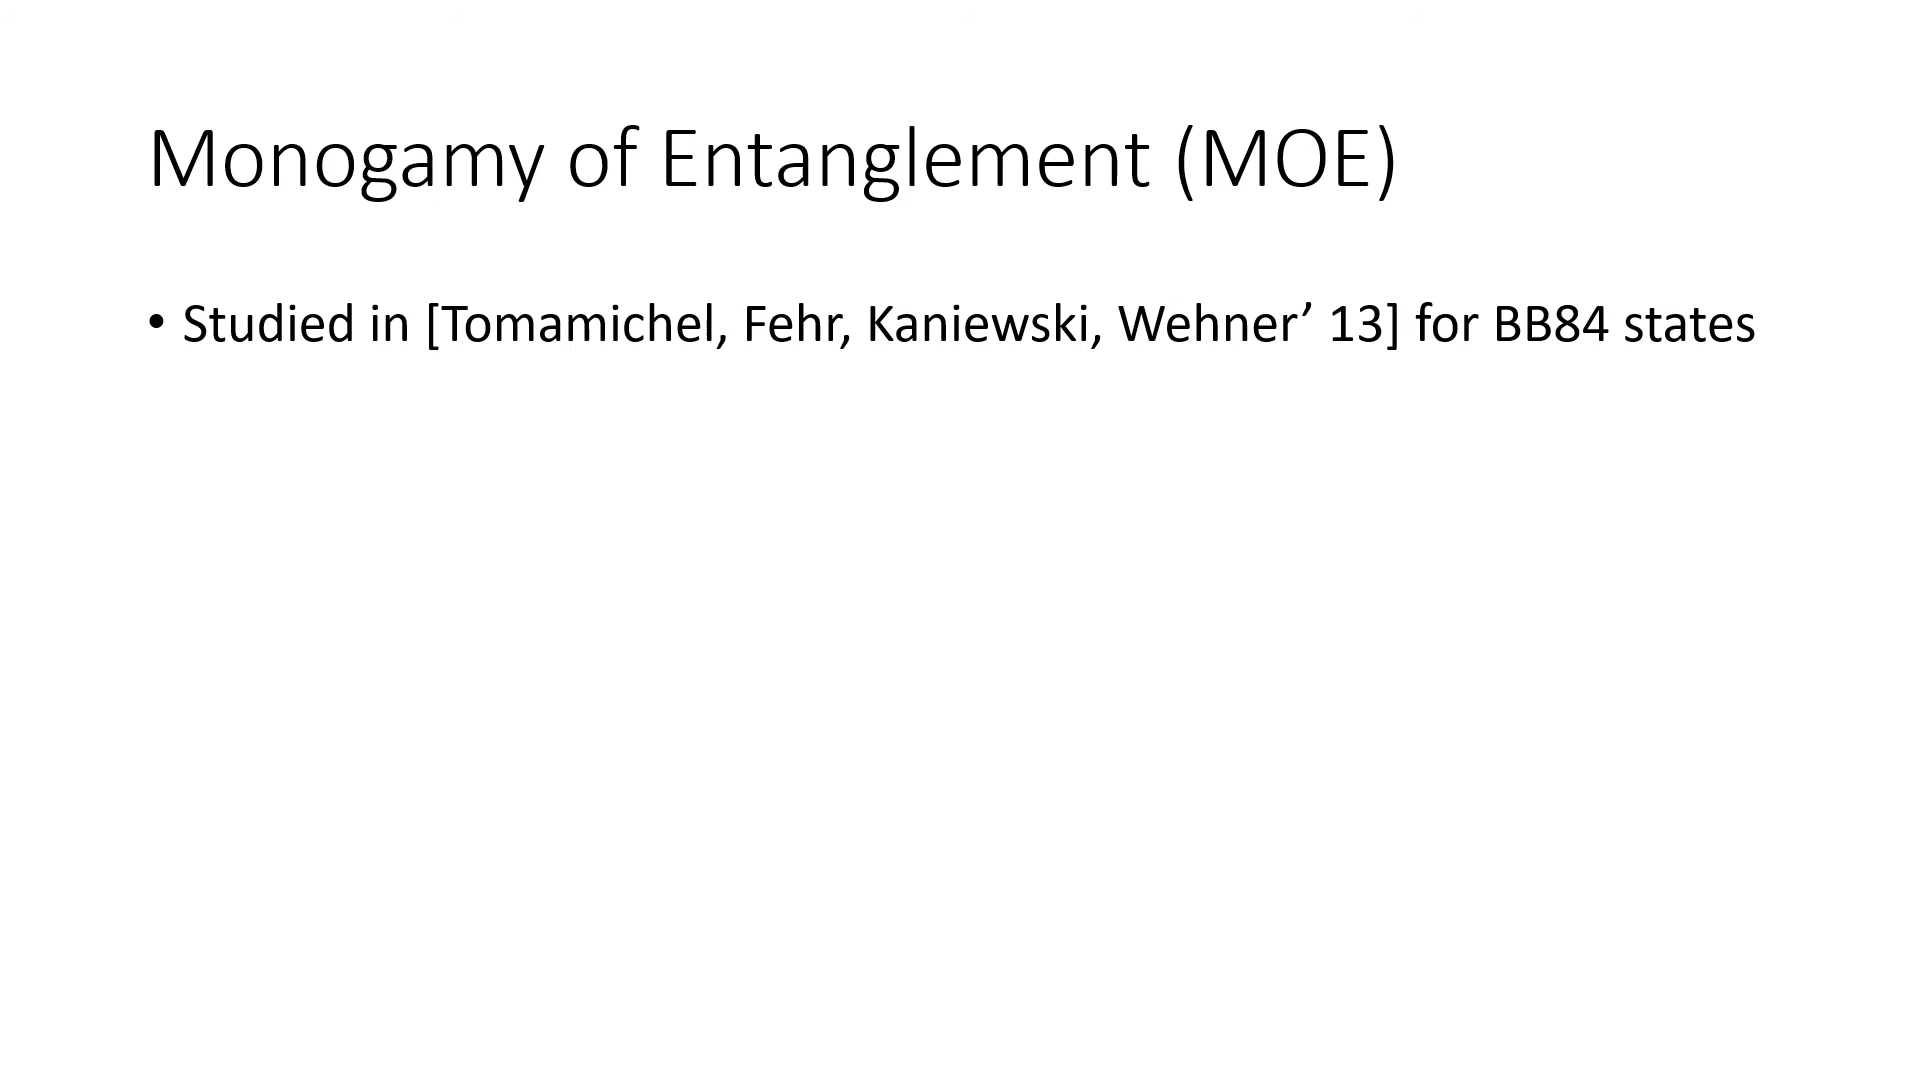 Monogamy of Entanglement (MOE)
• Studied in [Tomamichel, Fehr, Kaniewski, Wehner’ 13] for BB84 states